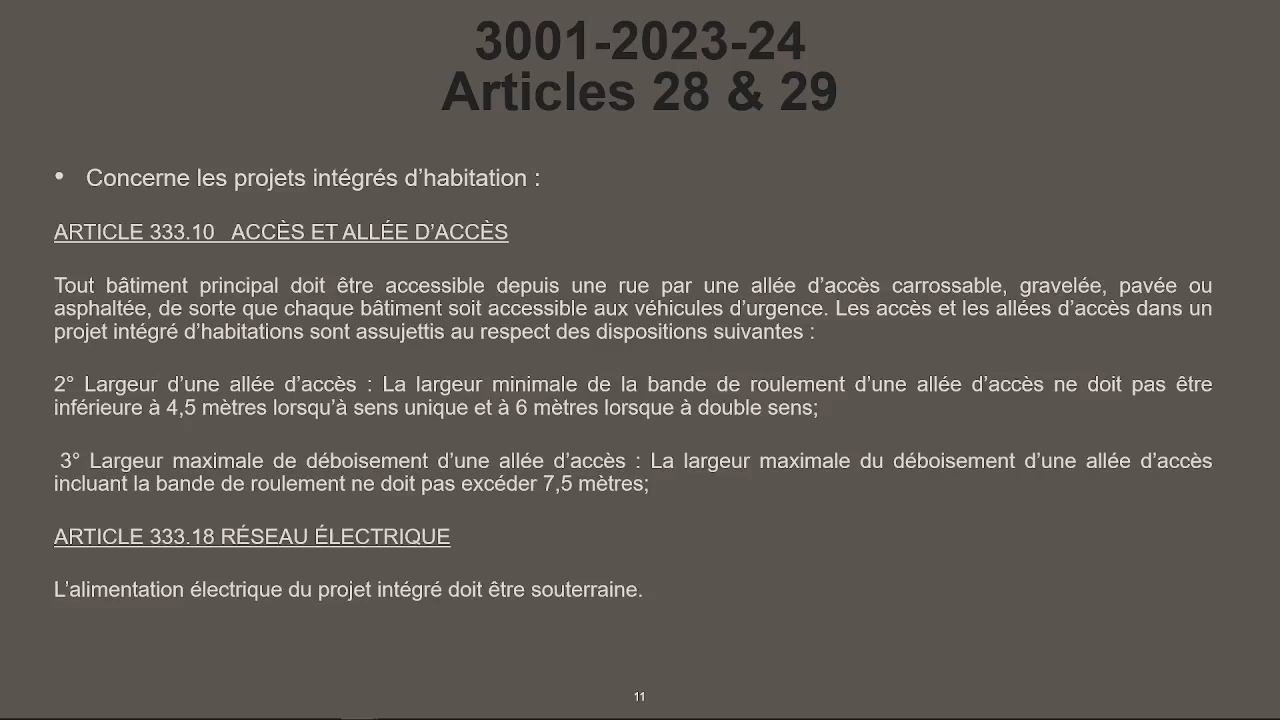 3001-2023-24
Articles 28 & 29
• Concerne les projets intégrés d’habitation :
ARTICLE 333.10 ACCÈS ET ALLÉE D’ACCÈS
Tout bâtiment principal doit être accessible depuis une rue par une allée d’accès carrossable, gravelée, pavée ou
asphaltée, de sorte que chaque bâtiment soit accessible aux véhicules d’urgence. Les accès et les allées d’accès dans un
projet intégré d’habitations sont assujettis au respect des dispositions suivantes :
2° Largeur d’une allée d’accès : La largeur minimale de la bande de roulement d’une allée d’accès ne doit pas être
inférieure à 4,5 mètres lorsqu’à sens unique et à 6 mètres lorsque à double sens;
3° Largeur maximale de déboisement d’une allée d’accès : La largeur maximale du déboisement d’une allée d’accès
incluant la bande de roulement ne doit pas excéder 7,5 mètres;
ARTICLE 333.18 RÉSEAU ÉLECTRIQUE
L’alimentation électrique du projet intégré doit être souterraine.
11